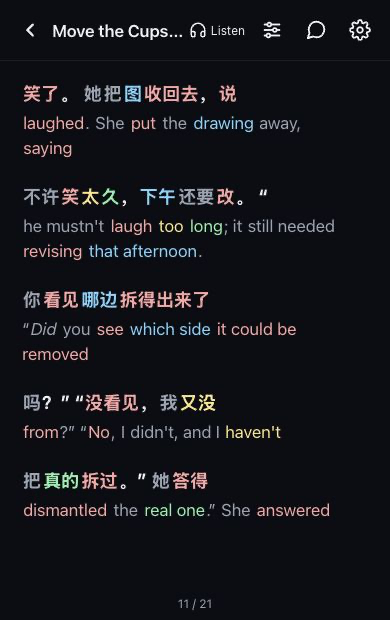 Move the Cups... Listen
笑了。 她把图收回去，说
laughed. She put the drawing away,
saying
不许笑太久，下午还要改。“
he mustn't laugh too long; it still needed
revising that afternoon.
你看见哪边拆得出来了
“Did you see which side it could be
removed
吗？”“没看见，我又没
from?” “No, I didn't, and I haven't
把真的拆过。”她答得
dismantled the real one.” She answered
11 / 21